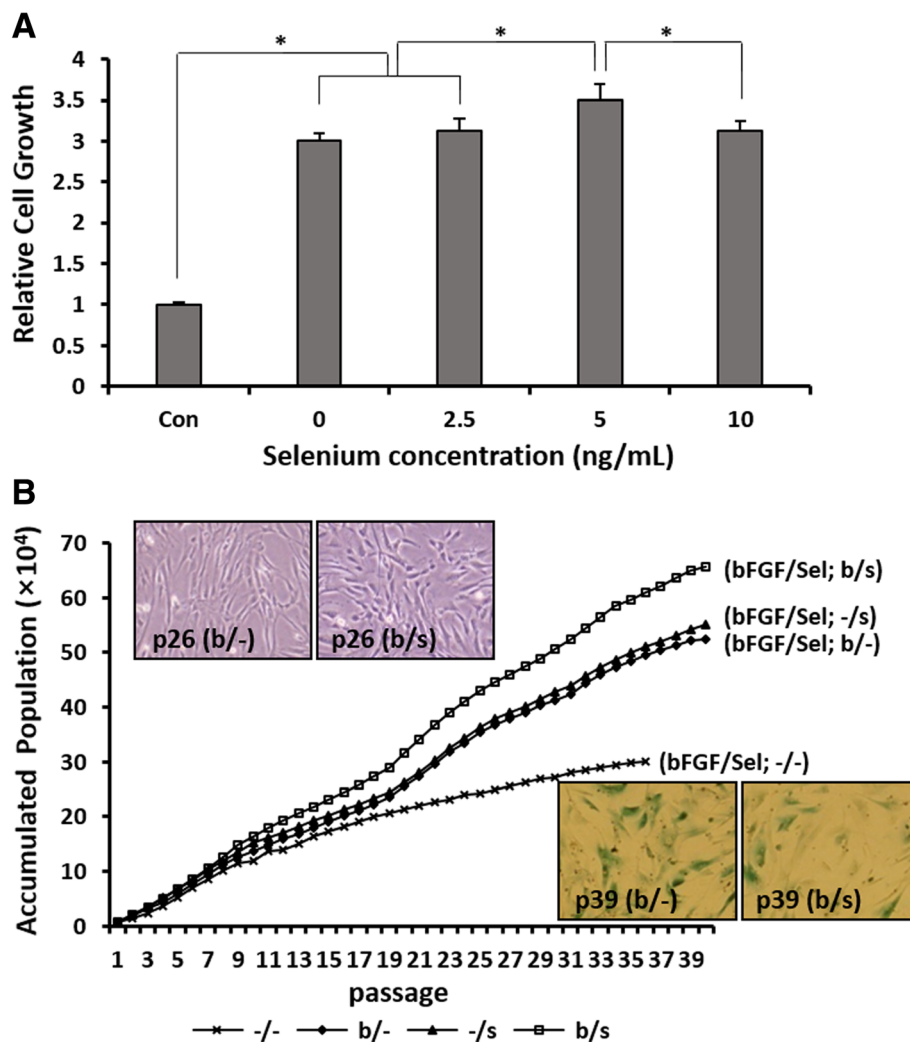 A
Relative Cell Growth
4
3.5
3
2.5
2
1.5
1
0.5
0
*
*
*
Con 0 2.5 5 10
Selenium concentration (ng/mL)
B
Accumulated Population (×10⁴)
70
60
50
40
30
20
10
0
p26 (b/-)
p26 (b/s)
(bFGF/Sel; b/s)
(bFGF/Sel; -/s)
(bFGF/Sel; b/-)
(bFGF/Sel; -/-)
p39 (b/-)
p39 (b/s)
1 3 5 7 9 11 13 15 17 19 21 23 25 27 29 31 33 35 37 39
passage
-/- b/- -/s b/s